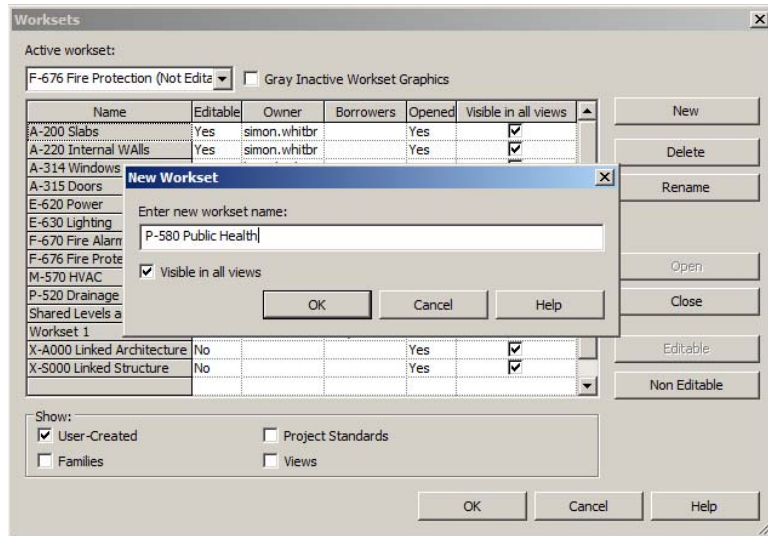 Worksets
Active workset:
F-676 Fire Protection (Not Edita
Gray Inactive Workset Graphics
Name Editable Owner Borrowers Opened Visible in all views
New
A-200 Slabs Yes simon.whitbr Yes
A-220 Internal WAlls Yes simon.whitbr Yes
Delete
A-314 Windows
A-315 Doors
Rename
E-620 Power
E-630 Lighting
F-670 Fire Alarm
F-676 Fire Prote
M-570 HVAC
P-520 Drainage
Shared Levels a
Workset 1
X-A000 Linked Architecture No Yes
X-S000 Linked Structure No Yes
New Workset
Enter new workset name:
P-580 Public Health
Visible in all views
OK Cancel Help
Open
Close
Editable
Non Editable
Show:
User-Created Project Standards
Families Views
OK Cancel Help